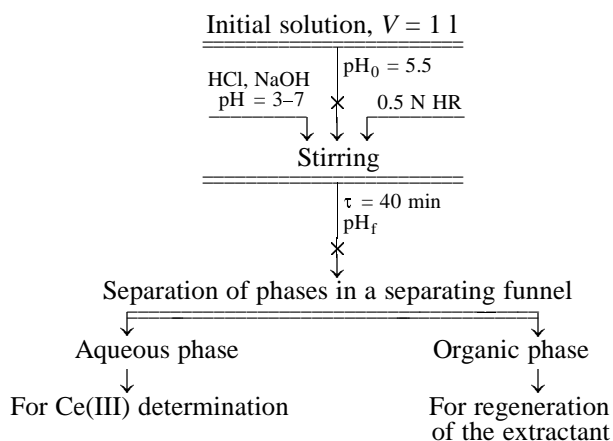 Initial solution, V = 1 l
pH₀ = 5.5
HCl, NaOH
pH = 3–7
0.5 N HR
Stirring
τ = 40 min
pH_f
Separation of phases in a separating funnel
Aqueous phase
Organic phase
For Ce(III) determination
For regeneration
of the extractant